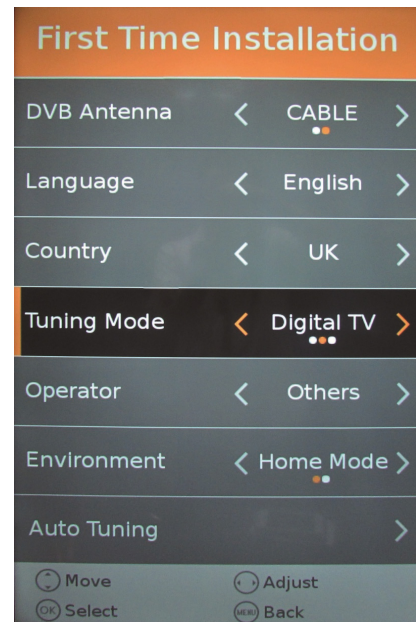 First Time Installation
DVB Antenna < CABLE >
Language < English >
Country < UK >
Tuning Mode < Digital TV >
Operator < Others >
Environment < Home Mode >
Auto Tuning >
Move Adjust
OK Select MENU Back